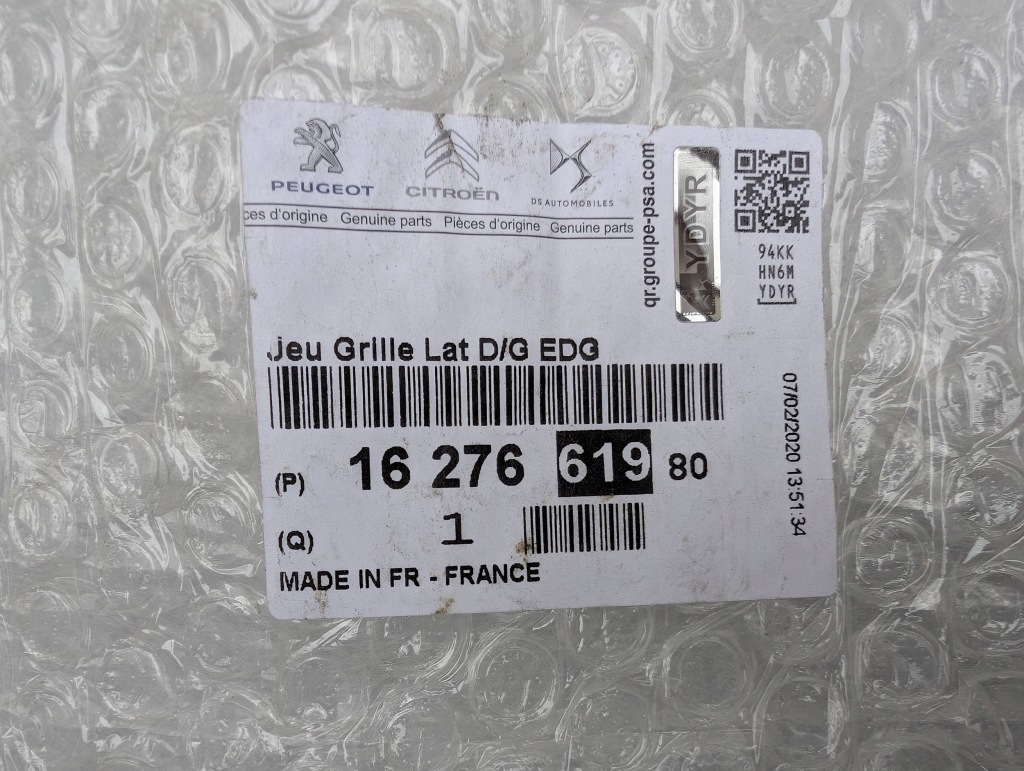 PEUGEOT CITROËN DS AUTOMOBILES
ces d'origine Genuine parts Pièces d'origine Genuine parts
qr.groupe-psa.com
YDYR
94KK
HN6M
YDYR
Jeu Grille Lat D/G EDG
(P) 16 276 619 80
(Q) 1
MADE IN FR - FRANCE
07/02/2020 13:51:34